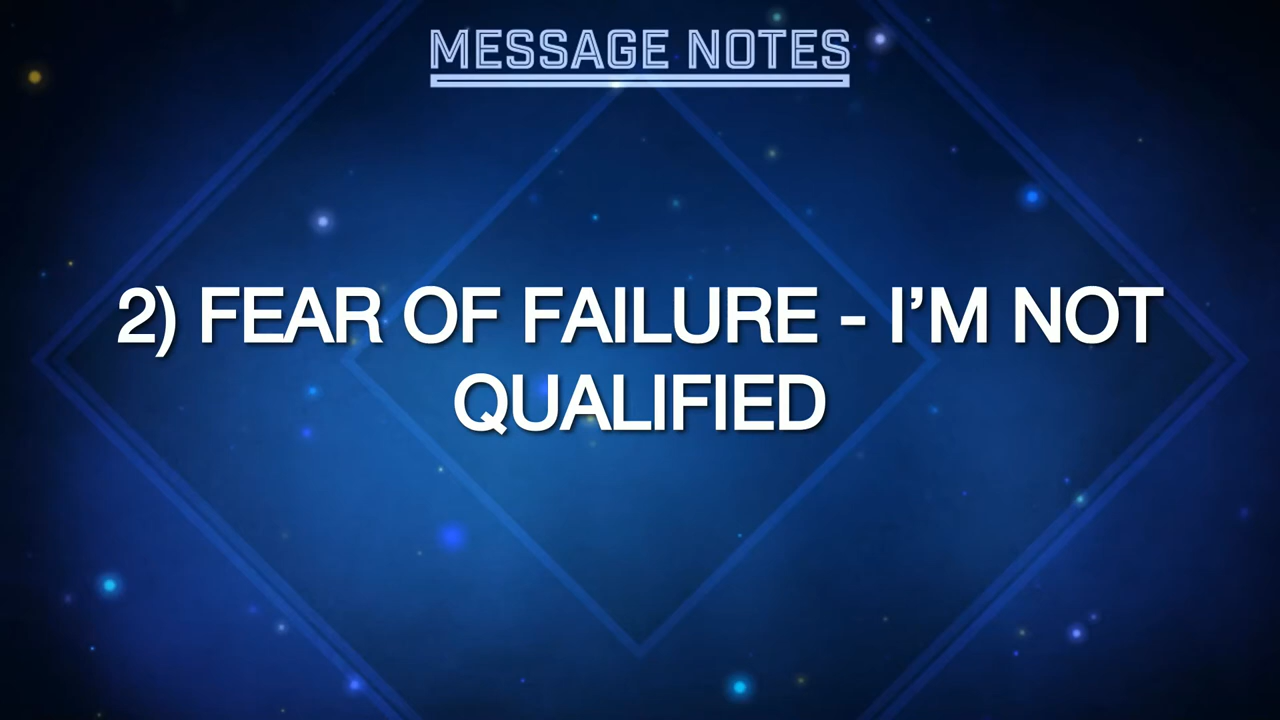 MESSAGE NOTES
2) FEAR OF FAILURE - I’M NOT
QUALIFIED